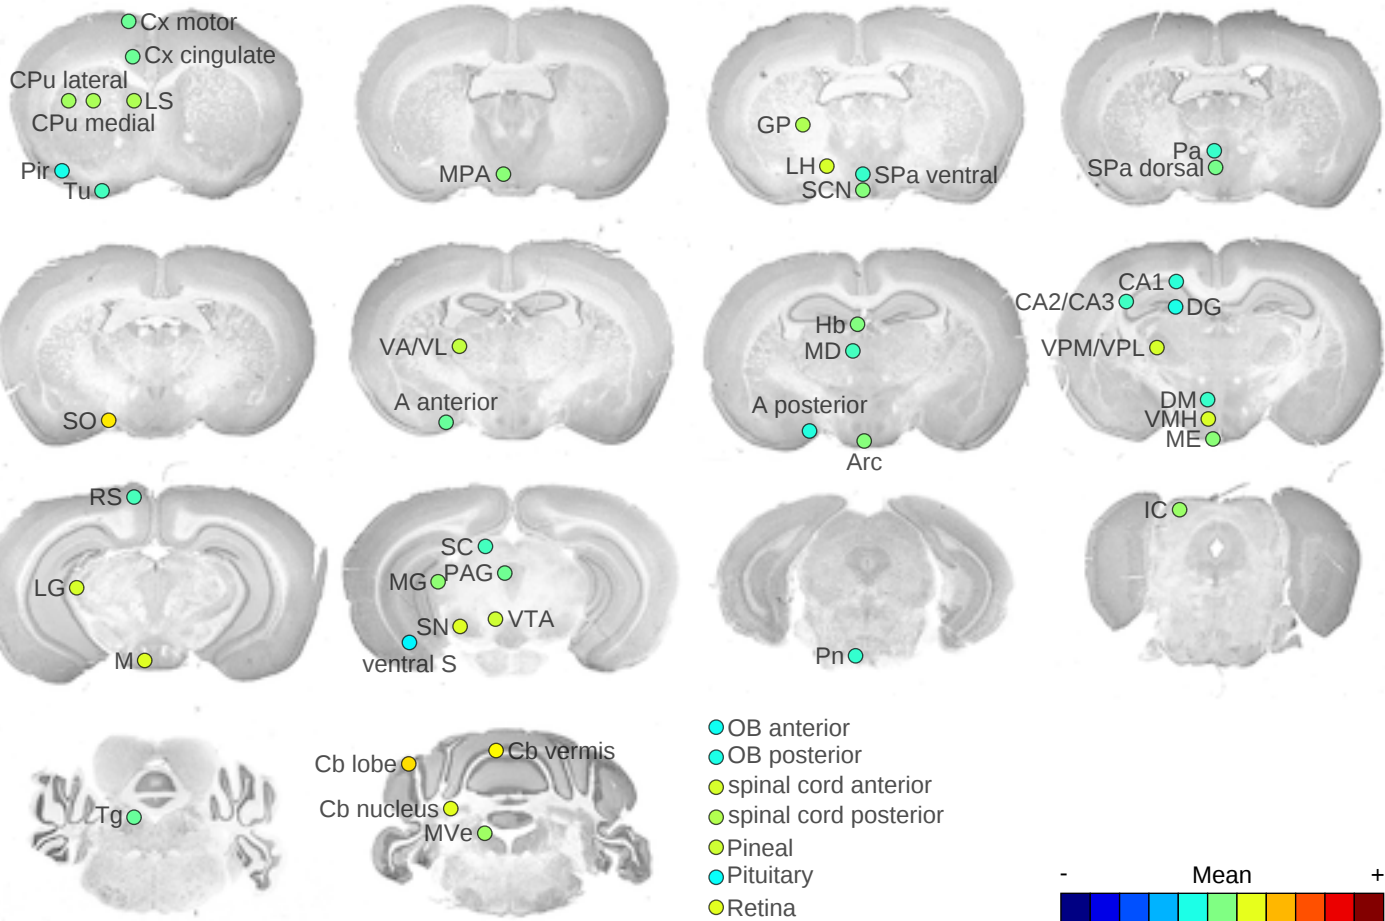 Cx motor
Cx cingulate
CPu lateral
LS
CPu medial
Pir
Tu
MPA
GP
LH
SPa ventral
SCN
Pa
SPa dorsal
SO
VA/VL
A anterior
Hb
MD
A posterior
Arc
CA1
CA2/CA3
DG
VPM/VPL
DM
VMH
ME
RS
LG
M
SC
MG
PAG
SN
VTA
ventral S
Pn
IC
Tg
Cb lobe
Cb vermis
Cb nucleus
MVe
OB anterior
OB posterior
spinal cord anterior
spinal cord posterior
Pineal
Pituitary
Retina
- Mean +